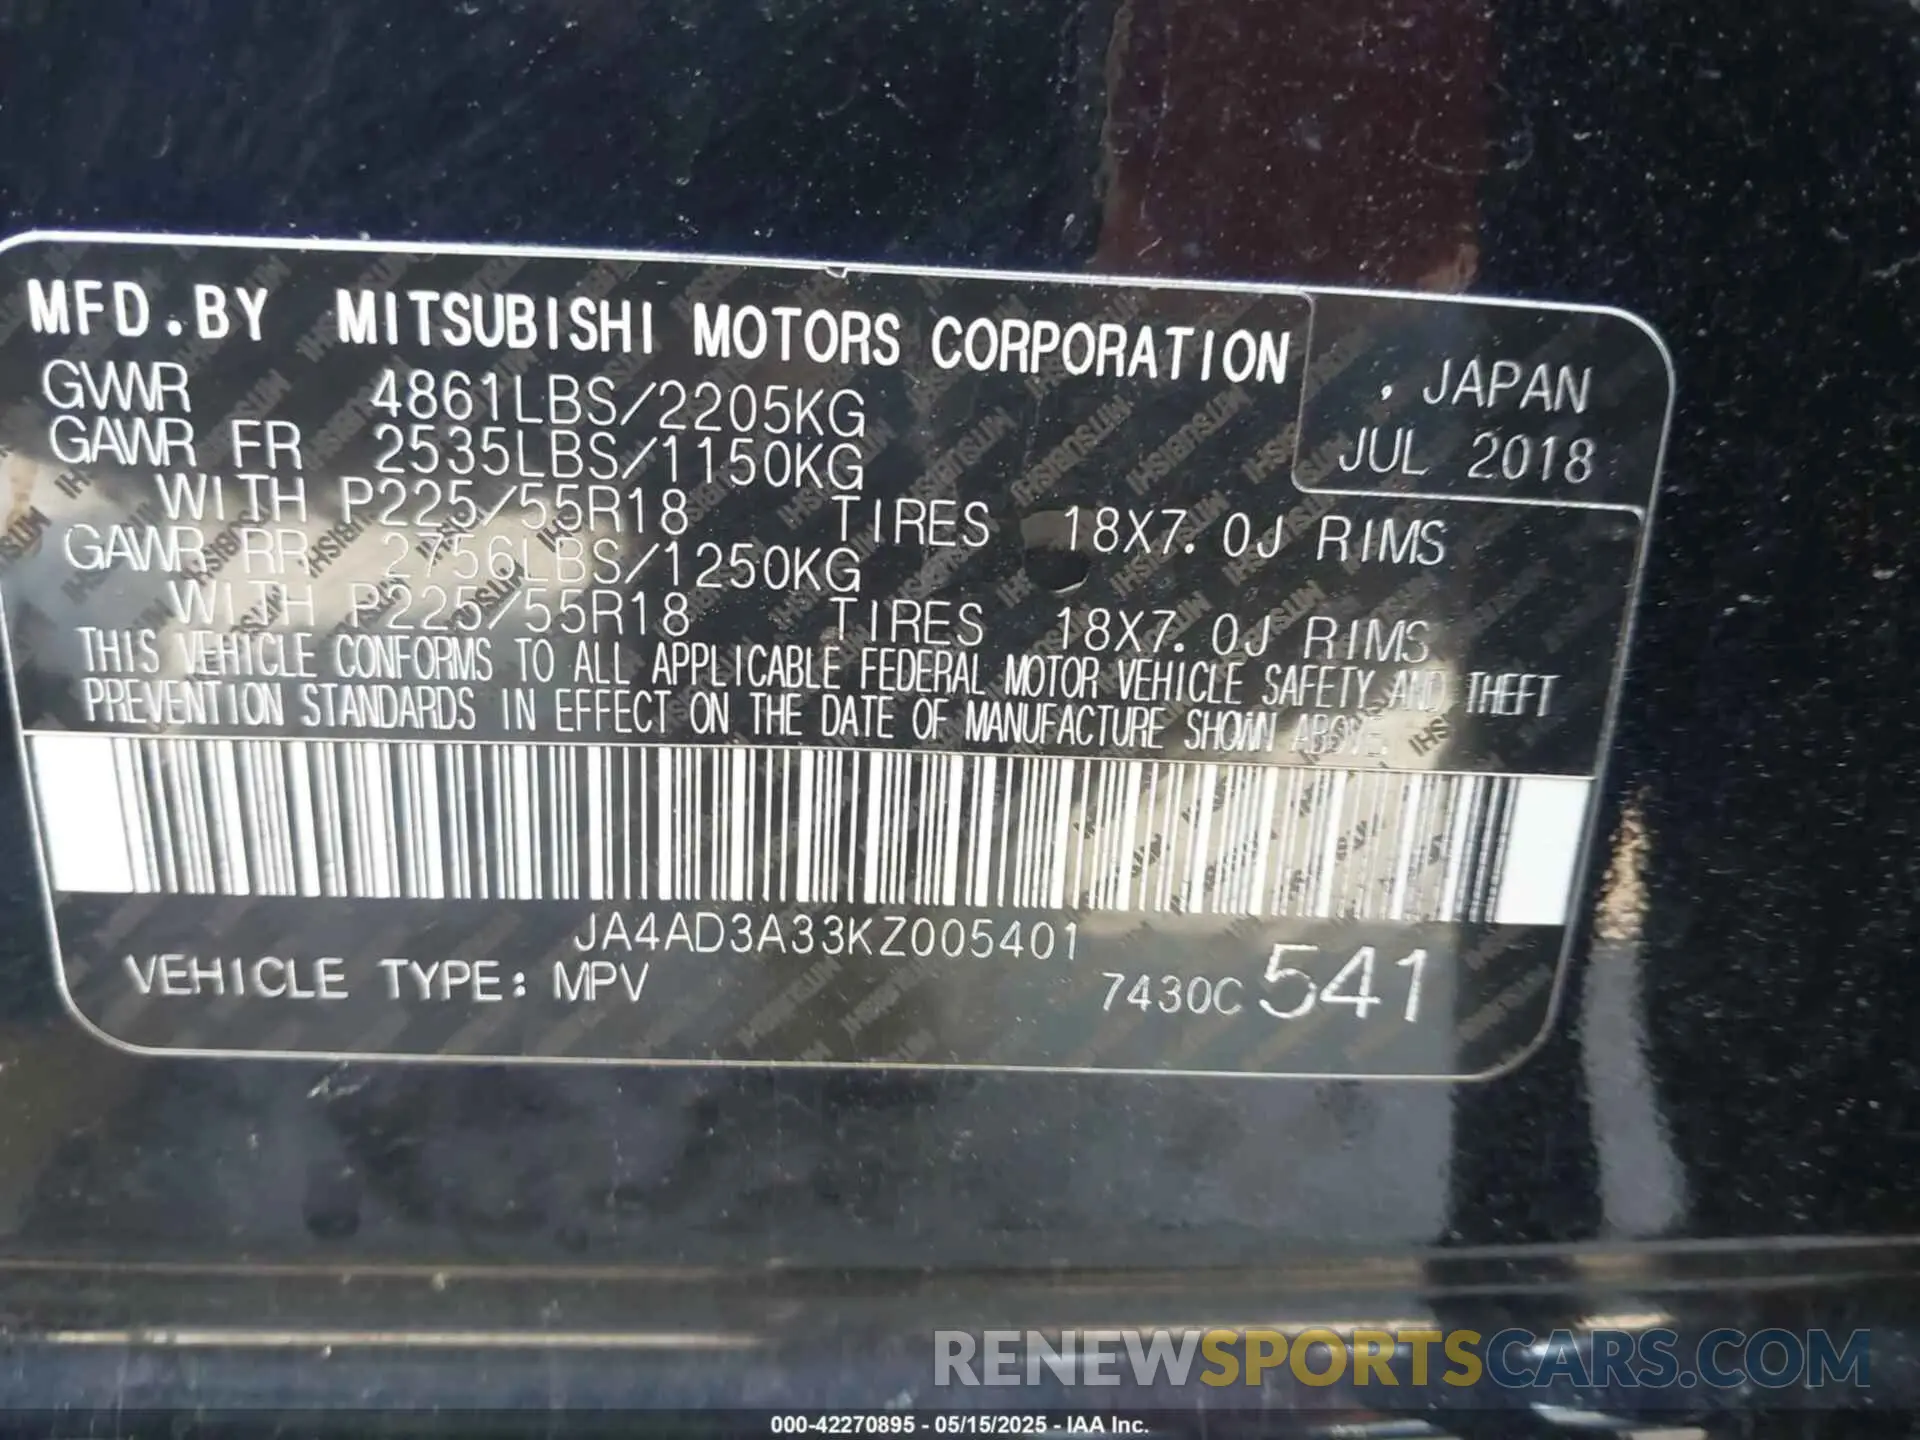 MFD.BY MITSUBISHI MOTORS CORPORATION
. JAPAN
JUL 2018
GVWR 4861LBS/2205KG
GAWR FR 2535LBS/1150KG
WITH P225/55R18 TIRES 18X7.0J RIMS
GAWR RR 2756LBS/1250KG
WITH P225/55R18 TIRES 18X7.0J RIMS
THIS VEHICLE CONFORMS TO ALL APPLICABLE FEDERAL MOTOR VEHICLE SAFETY AND THEFT
PREVENTION STANDARDS IN EFFECT ON THE DATE OF MANUFACTURE SHOWN ABOVE.
JA4AD3A33KZ005401
VEHICLE TYPE: MPV 7430C 541
RENEWSPORTSCARS.COM
000-42270895 - 05/15/2025 - IAA Inc.